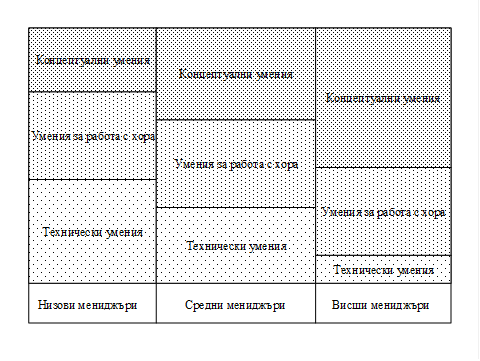 Концептуални умения
Концептуални умения
Концептуални умения
Умения за работа с хора
Умения за работа с хора
Умения за работа с хора
Технически умения
Технически умения
Технически умения
Низови мениджъри
Средни мениджъри
Висши мениджъри